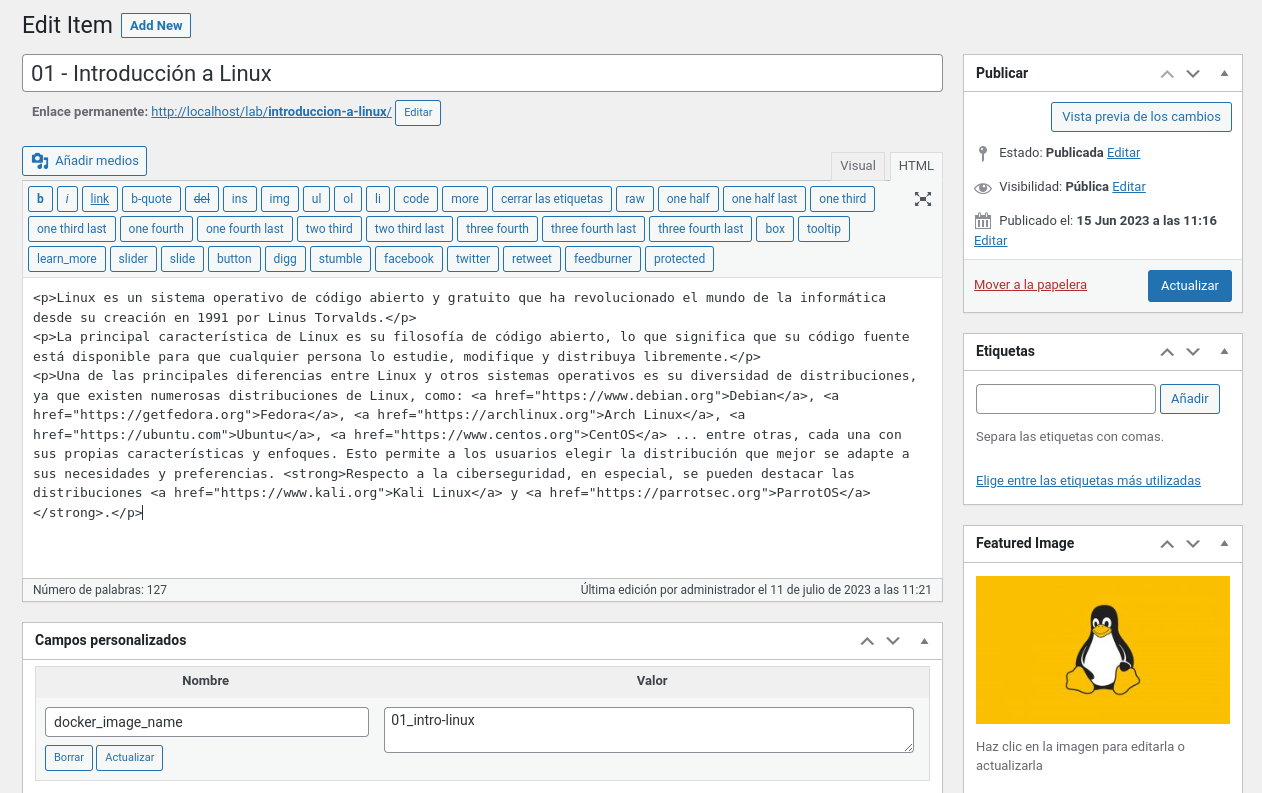 Edit Item Add New
01 - Introducción a Linux
Enlace permanente: http://localhost/lab/introduccion-a-linux/ Editar
Añadir medios
Visual HTML
b i link b-quote del ins img ul ol li code more cerrar las etiquetas raw one half one half last one third
one third last one fourth one fourth last two third two third last three fourth three fourth last three fourth last box tooltip
learn_more slider slide button digg stumble facebook twitter retweet feedburner protected
<p>Linux es un sistema operativo de código abierto y gratuito que ha revolucionado el mundo de la informática
desde su creación en 1991 por Linus Torvalds.</p>
<p>La principal característica de Linux es su filosofía de código abierto, lo que significa que su código fuente
está disponible para que cualquier persona lo estudie, modifique y distribuya libremente.</p>
<p>Una de las principales diferencias entre Linux y otros sistemas operativos es su diversidad de distribuciones,
ya que existen numerosas distribuciones de Linux, como: <a href="https://www.debian.org">Debian</a>, <a
href="https://getfedora.org">Fedora</a>, <a href="https://archlinux.org">Arch Linux</a>, <a
href="https://ubuntu.com">Ubuntu</a>, <a href="https://www.centos.org">CentOS</a> ... entre otras, cada una con
sus propias características y enfoques. Esto permite a los usuarios elegir la distribución que mejor se adapte a
sus necesidades y preferencias. <strong>Respecto a la ciberseguridad, en especial, se pueden destacar las
distribuciones <a href="https://www.kali.org">Kali Linux</a> y <a href="https://parrotsec.org">ParrotOS</a>
</strong>.</p>
Número de palabras: 127 Última edición por administrador el 11 de julio de 2023 a las 11:21
Campos personalizados
Nombre Valor
docker_image_name 01_intro-linux
Borrar Actualizar
Publicar
Vista previa de los cambios
Estado: Publicada Editar
Visibilidad: Pública Editar
Publicado el: 15 Jun 2023 a las 11:16
Editar
Mover a la papelera Actualizar
Etiquetas
Añadir
Separa las etiquetas con comas.
Elige entre las etiquetas más utilizadas
Featured Image
Haz clic en la imagen para editarla o
actualizarla